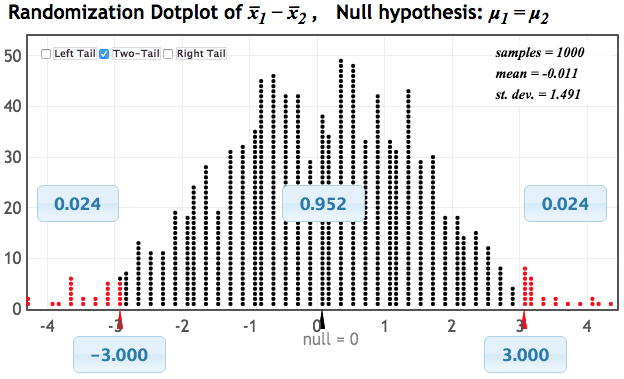 Randomization Dotplot of x̄₁ − x̄₂ , Null hypothesis: μ₁ = μ₂
Left Tail Two-Tail Right Tail
samples = 1000
mean = -0.011
st. dev. = 1.491
50
40
30
20
10
0
0.024 0.952 0.024
-4 -3 -2 -1 0 1 2 3 4
null = 0
−3.000 3.000